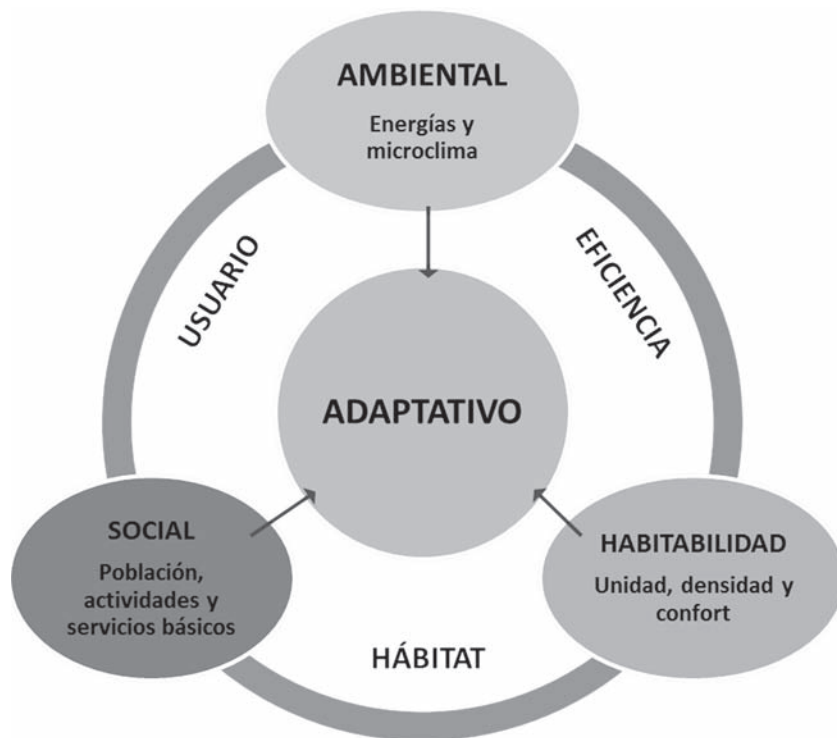 AMBIENTAL
Energías y
microclima
USUARIO
EFICIENCIA
ADAPTATIVO
SOCIAL
Población,
actividades y
servicios básicos
HABITABILIDAD
Unidad, densidad y
confort
HÁBITAT